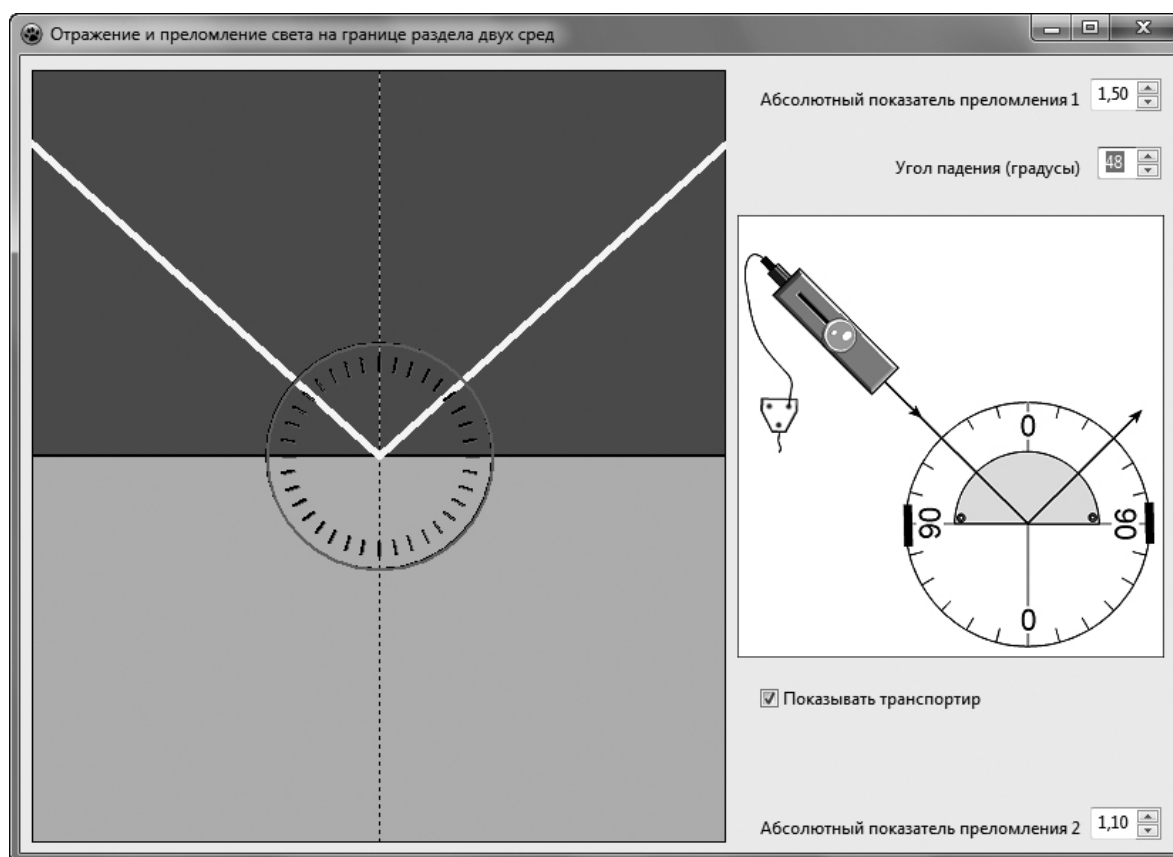 Отражение и преломление света на границе раздела двух сред
Абсолютный показатель преломления 1 1,50
Угол падения (градусы) 48
0
90 90
0
Показывать транспортир
Абсолютный показатель преломления 2 1,10